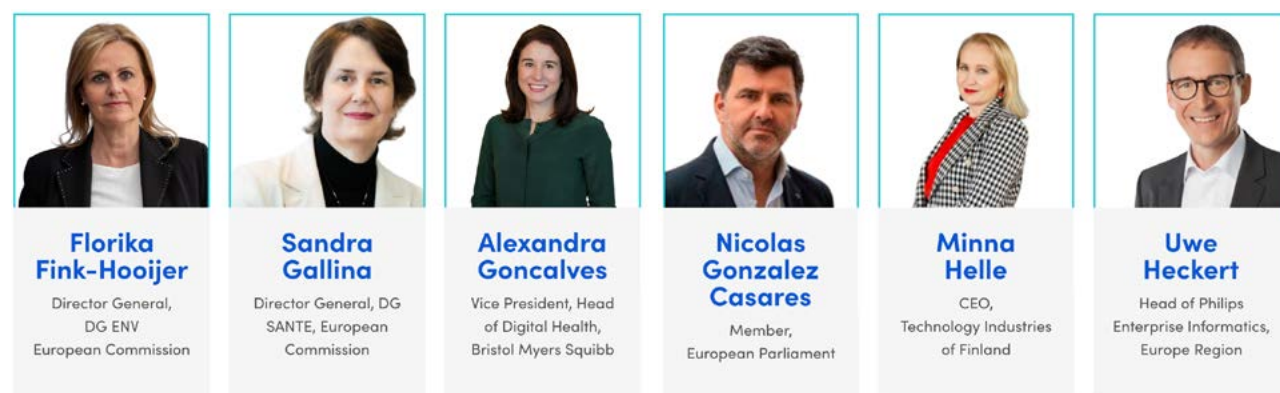 Florika
Fink-Hooijer
Director General,
DG ENV
European Commission
Sandra
Gallina
Director General, DG
SANTE, European
Commission
Alexandra
Goncalves
Vice President, Head
of Digital Health,
Bristol Myers Squibb
Nicolas
Gonzalez
Casares
Member,
European Parliament
Minna
Helle
CEO,
Technology Industries
of Finland
Uwe
Heckert
Head of Philips
Enterprise Informatics,
Europe Region